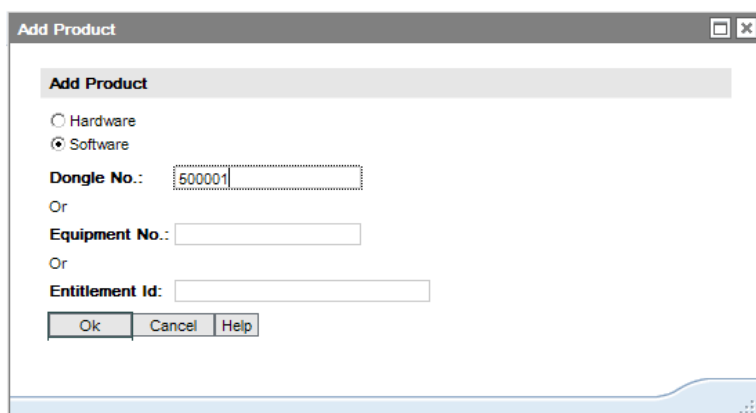 Add Product
Add Product
Hardware
Software
Dongle No.: 500001
Or
Equipment No.:
Or
Entitlement Id:
Ok Cancel Help